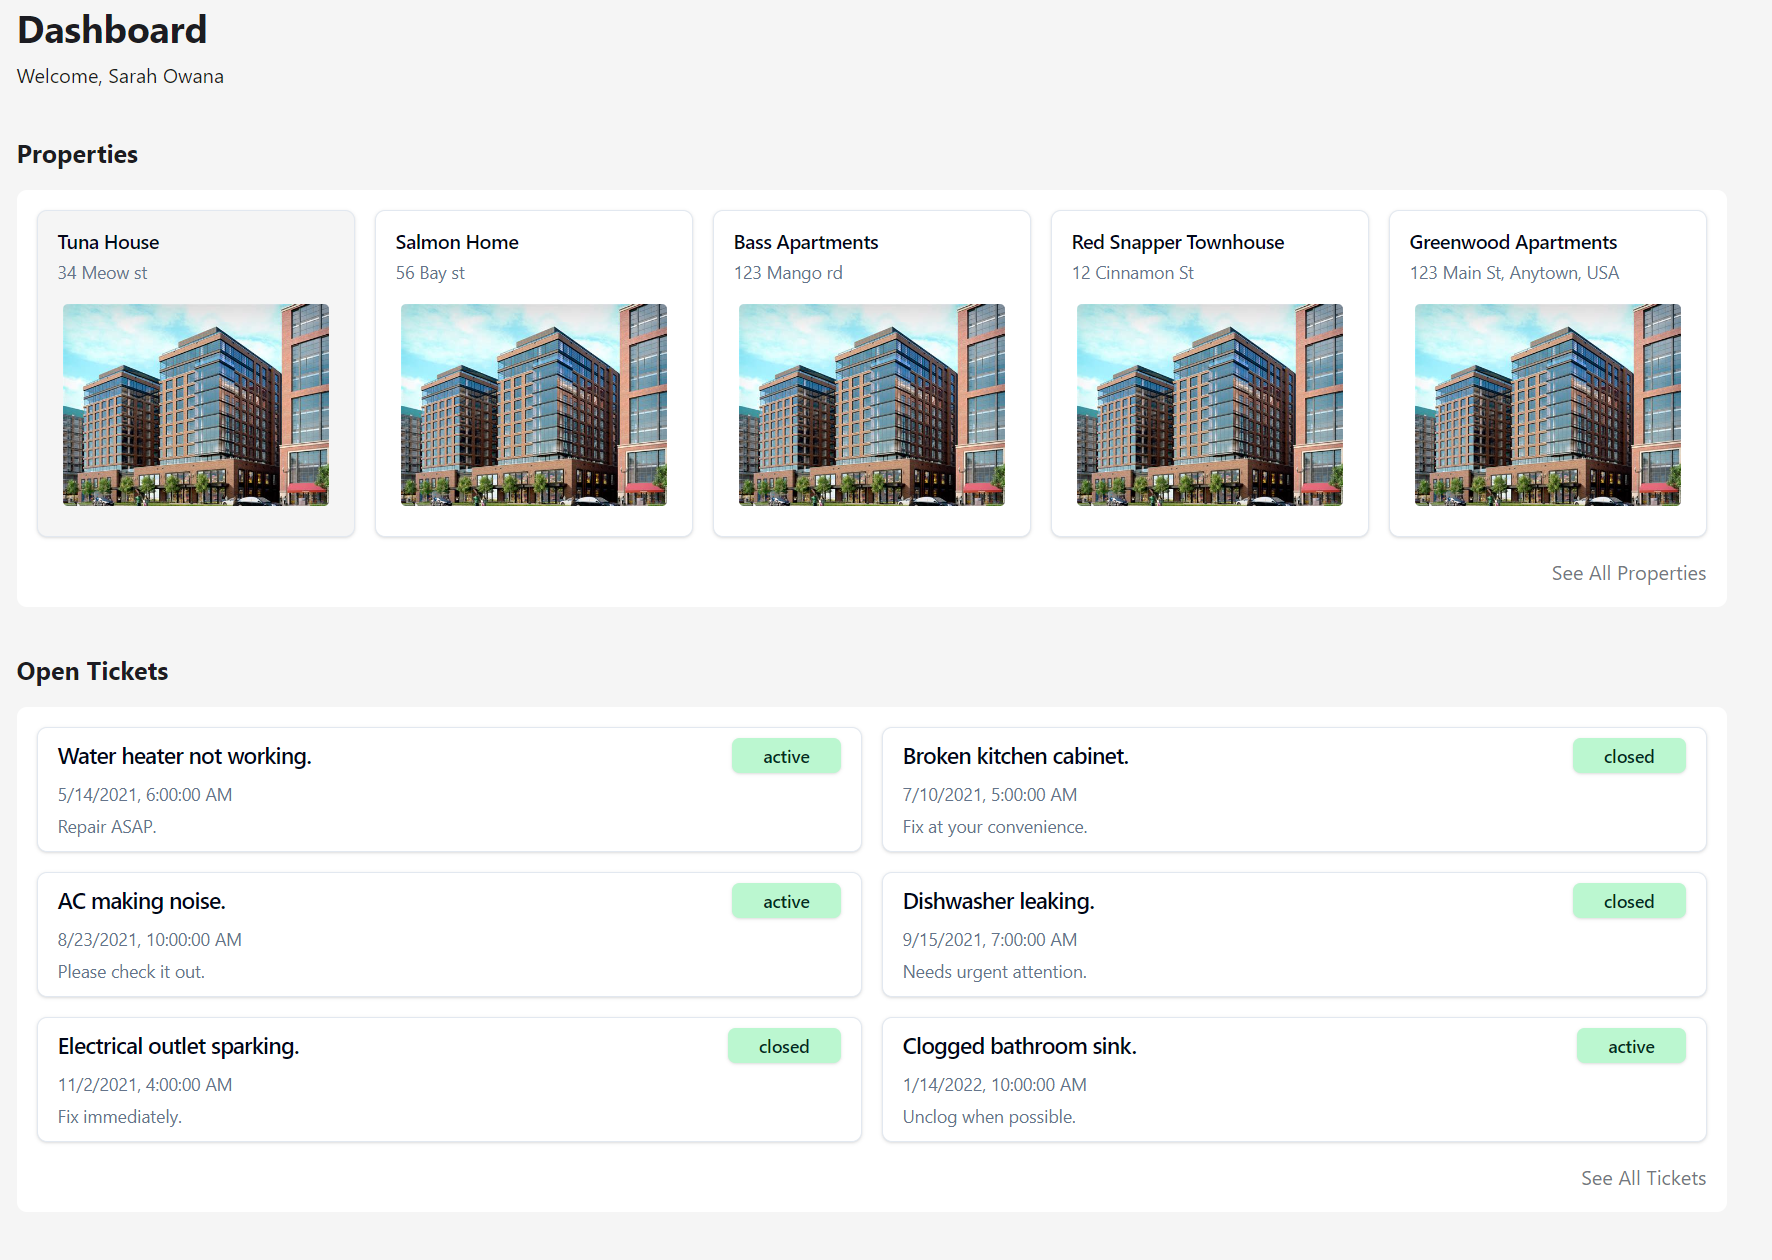 Dashboard
Welcome, Sarah Owana
Properties
Tuna House
34 Meow st
Salmon Home
56 Bay st
Bass Apartments
123 Mango rd
Red Snapper Townhouse
12 Cinnamon St
Greenwood Apartments
123 Main St, Anytown, USA
See All Properties
Open Tickets
Water heater not working.
active
5/14/2021, 6:00:00 AM
Repair ASAP.
Broken kitchen cabinet.
closed
7/10/2021, 5:00:00 AM
Fix at your convenience.
AC making noise.
active
8/23/2021, 10:00:00 AM
Please check it out.
Dishwasher leaking.
closed
9/15/2021, 7:00:00 AM
Needs urgent attention.
Electrical outlet sparking.
closed
11/2/2021, 4:00:00 AM
Fix immediately.
Clogged bathroom sink.
active
1/14/2022, 10:00:00 AM
Unclog when possible.
See All Tickets